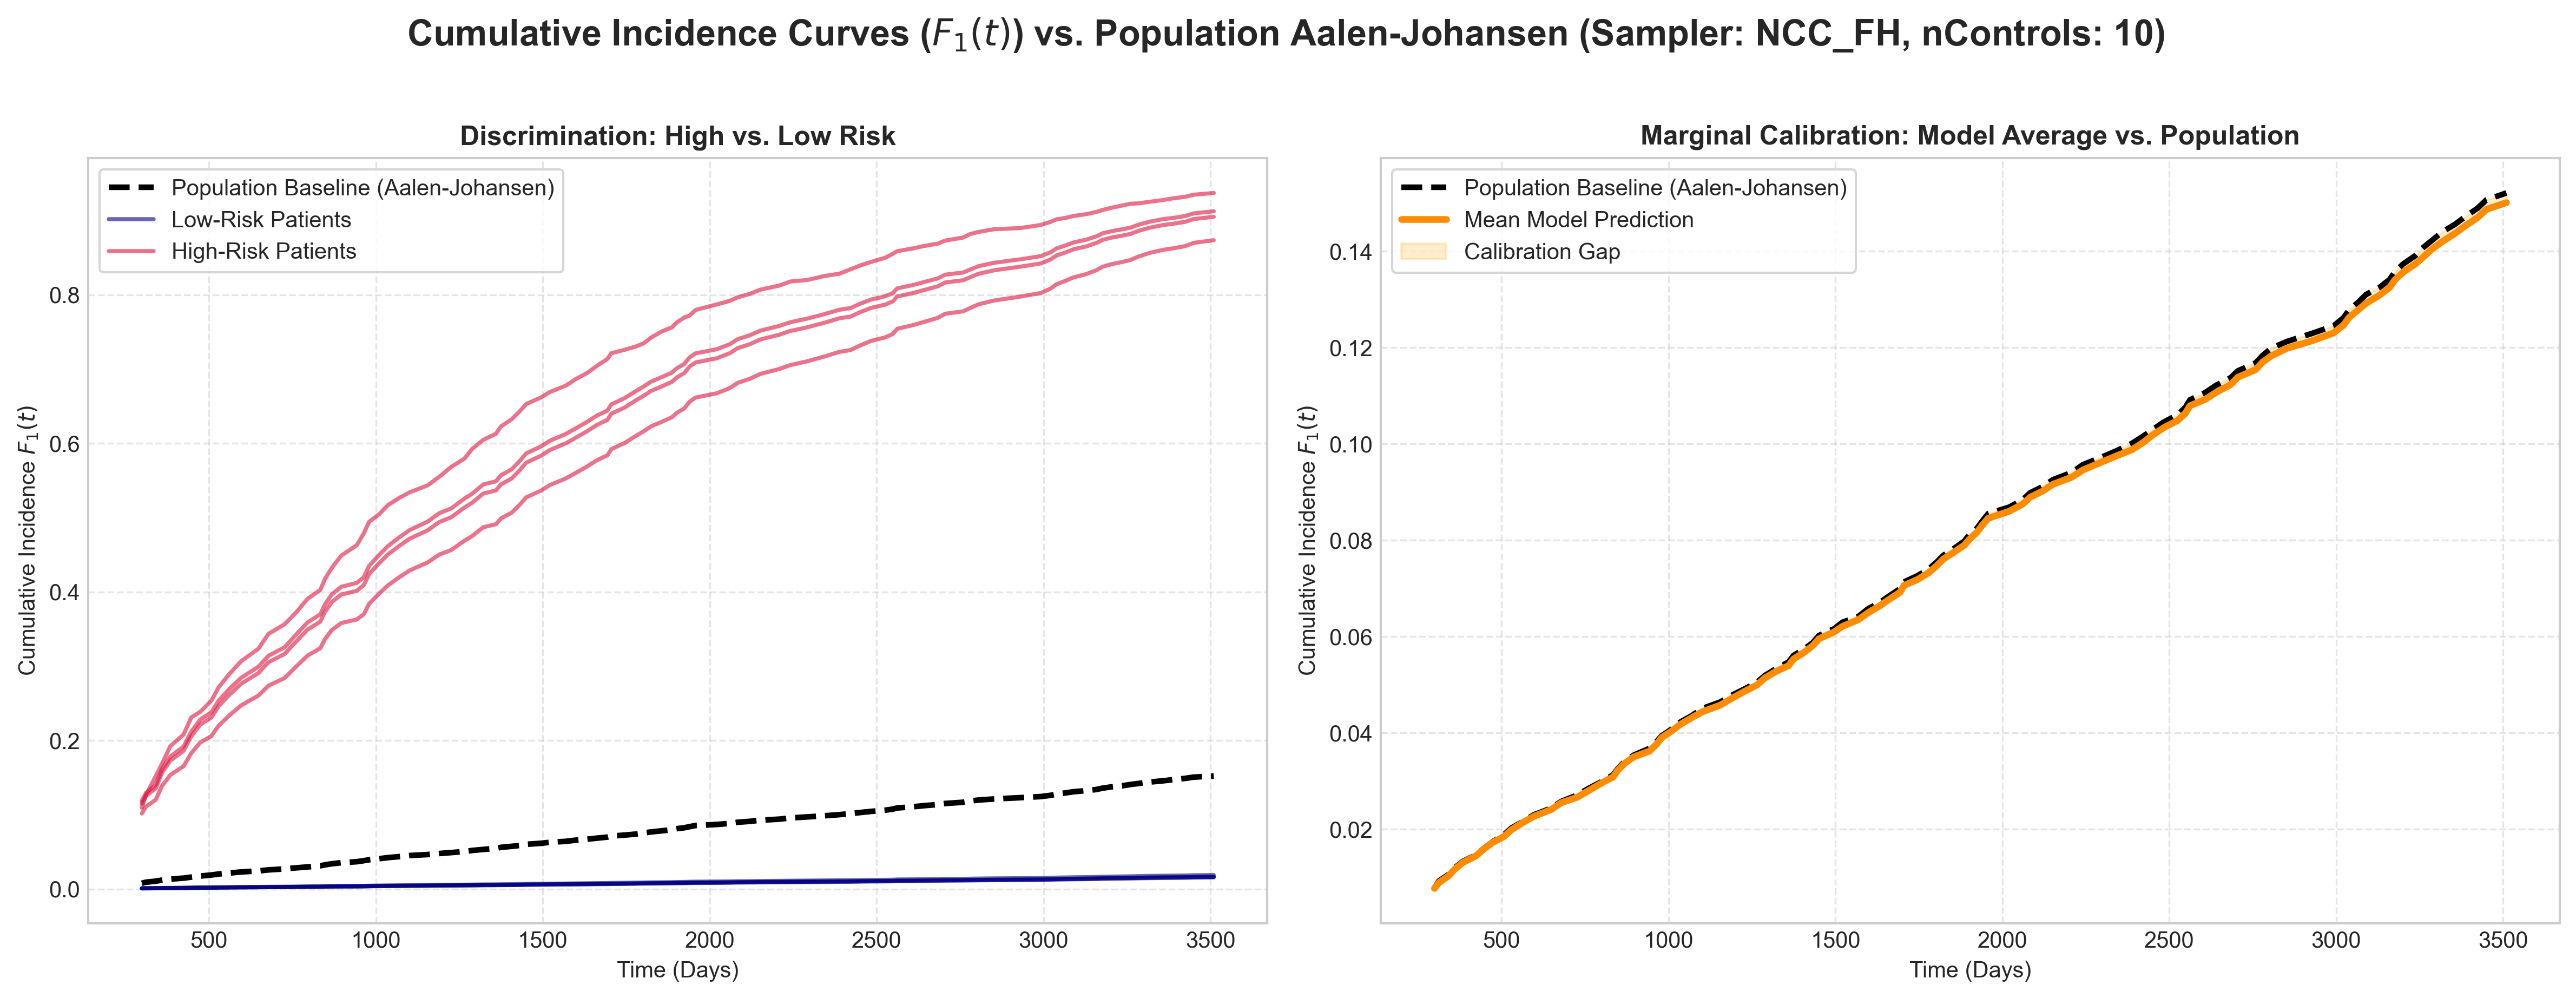 Cumulative Incidence Curves (F₁(t)) vs. Population Aalen-Johansen (Sampler: NCC_FH, nControls: 10)
Discrimination: High vs. Low Risk
Population Baseline (Aalen-Johansen)
Low-Risk Patients
High-Risk Patients
Cumulative Incidence F₁(t)
0.8
0.6
0.4
0.2
0.0
500 1000 1500 2000 2500 3000 3500
Time (Days)
Marginal Calibration: Model Average vs. Population
Population Baseline (Aalen-Johansen)
Mean Model Prediction
Calibration Gap
Cumulative Incidence F₁(t)
0.14
0.12
0.10
0.08
0.06
0.04
0.02
500 1000 1500 2000 2500 3000 3500
Time (Days)